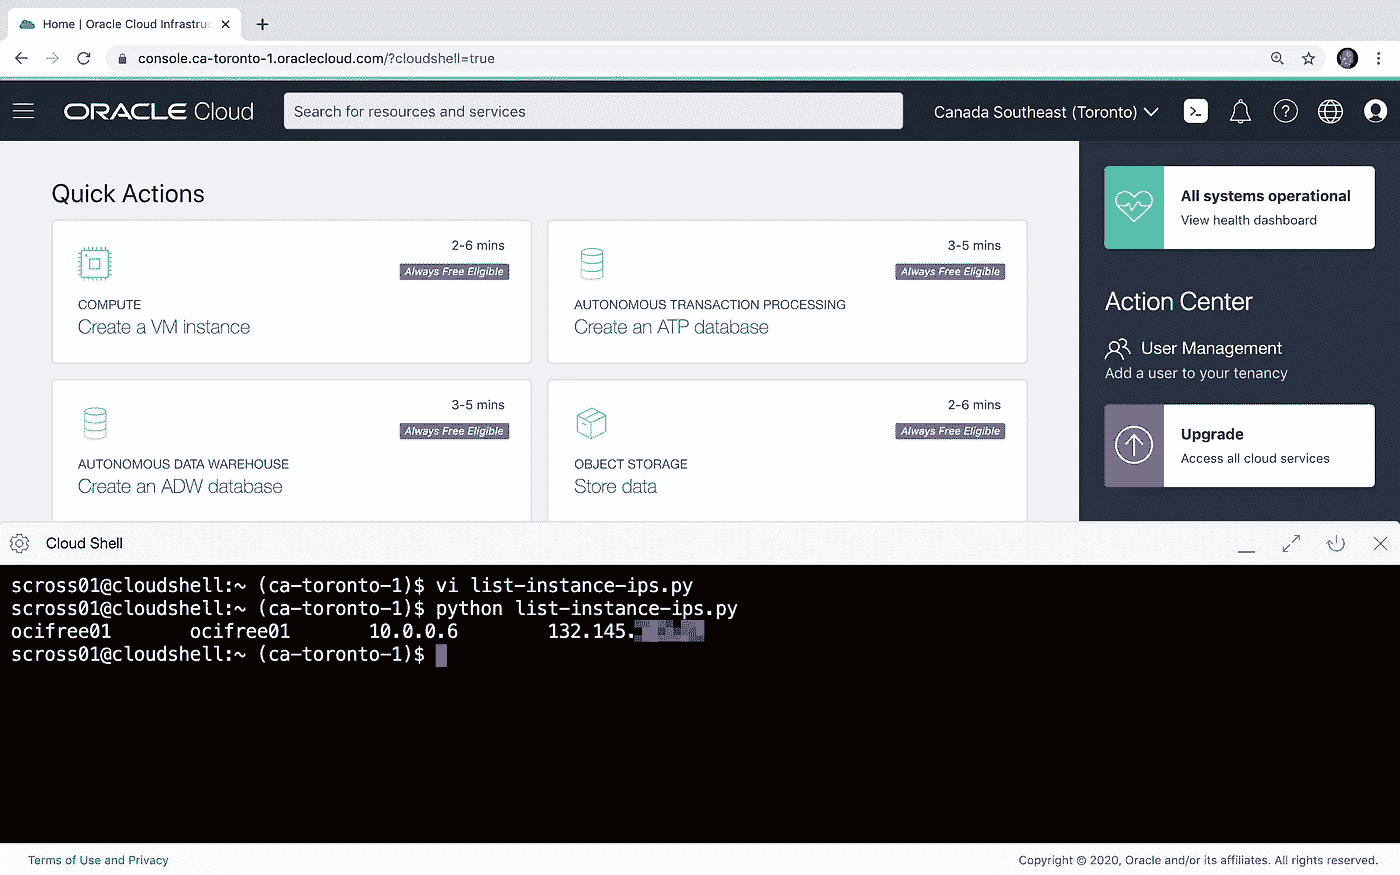 Home | Oracle Cloud Infrastruc
console.ca-toronto-1.oraclecloud.com/?cloudshell=true
ORACLE Cloud
Search for resources and services
Canada Southeast (Toronto)
Quick Actions
2-6 mins
Always Free Eligible
COMPUTE
Create a VM instance
3-5 mins
Always Free Eligible
AUTONOMOUS TRANSACTION PROCESSING
Create an ATP database
3-5 mins
Always Free Eligible
AUTONOMOUS DATA WAREHOUSE
Create an ADW database
2-6 mins
Always Free Eligible
OBJECT STORAGE
Store data
All systems operational
View health dashboard
Action Center
User Management
Add a user to your tenancy
Upgrade
Access all cloud services
Cloud Shell
scross01@cloudshell:~ (ca-toronto-1)$ vi list-instance-ips.py
scross01@cloudshell:~ (ca-toronto-1)$ python list-instance-ips.py
ocifree01 ocifree01 10.0.0.6 132.145.
scross01@cloudshell:~ (ca-toronto-1)$
Terms of Use and Privacy
Copyright © 2020, Oracle and/or its affiliates. All rights reserved.